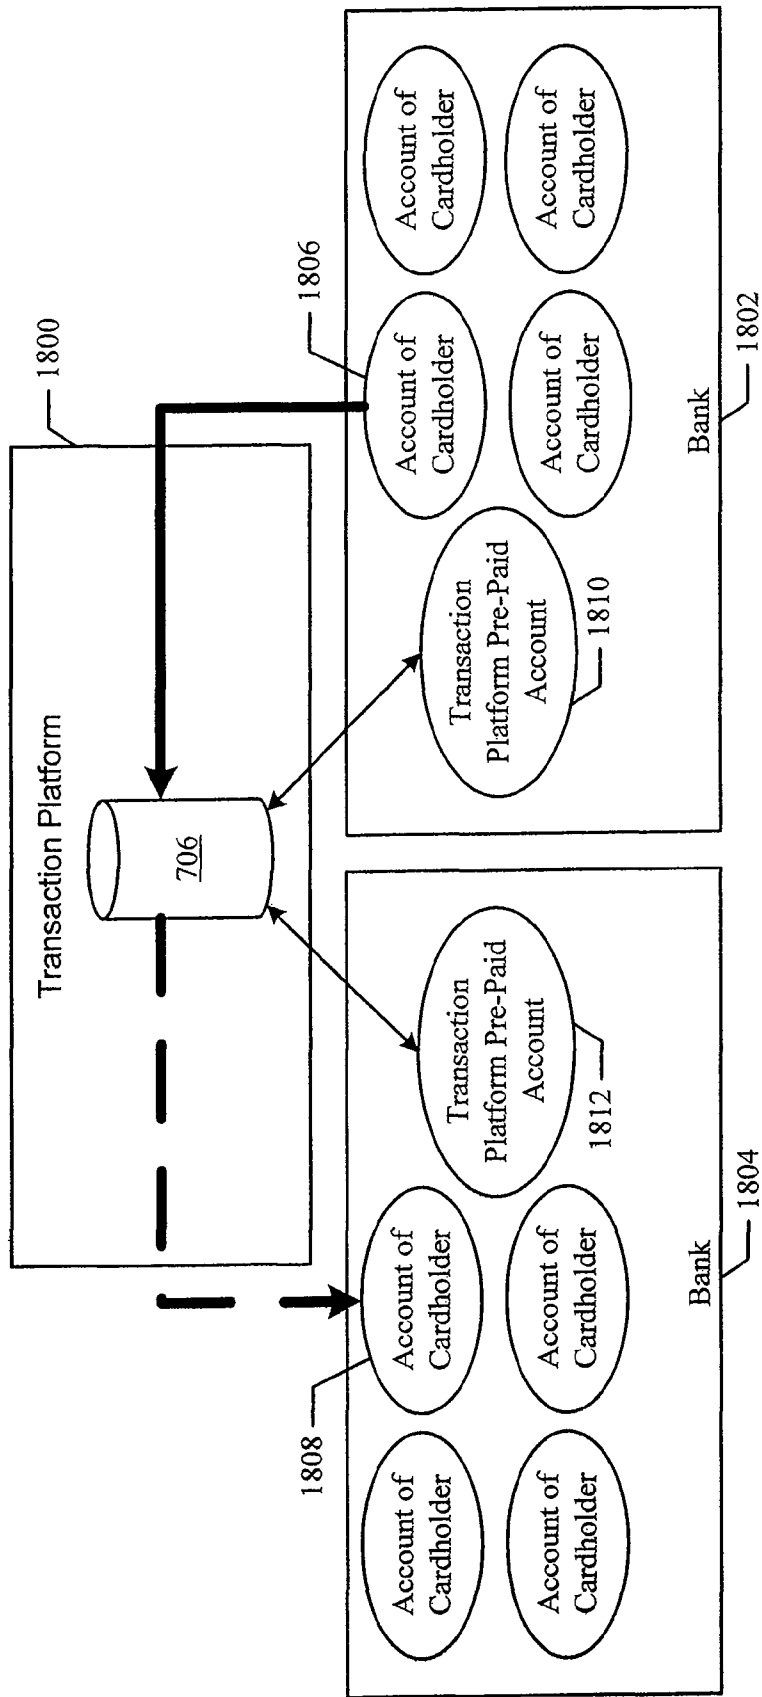 1800
Transaction Platform
706
1808
1806
Account of
Cardholder
Account of
Cardholder
Transaction
Platform Pre-Paid
Account
1812
Account of
Cardholder
Account of
Cardholder
Bank
1804
Transaction
Platform Pre-Paid
Account
1810
Account of
Cardholder
Account of
Cardholder
Account of
Cardholder
Account of
Cardholder
Bank
1802